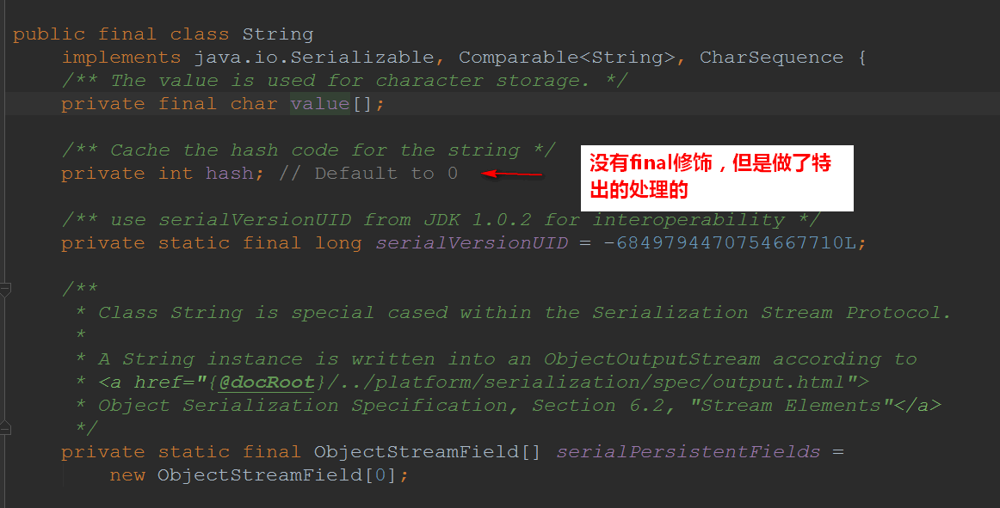 public final class String
implements java.io.Serializable, Comparable<String>, CharSequence {
/** The value is used for character storage. */
private final char value[];
/** Cache the hash code for the string */
private int hash; // Default to 0
没有final修饰，但是做了特
出的处理的
/** use serialVersionUID from JDK 1.0.2 for interoperability */
private static final long serialVersionUID = -6849794470754667710L;
/**
* Class String is special cased within the Serialization Stream Protocol.
*
* A String instance is written into an ObjectOutputStream according to
* <a href="{@docRoot}/../platform/serialization/spec/output.html">
* Object Serialization Specification, Section 6.2, "Stream Elements"</a>
*/
private static final ObjectStreamField[] serialPersistentFields =
new ObjectStreamField[0];